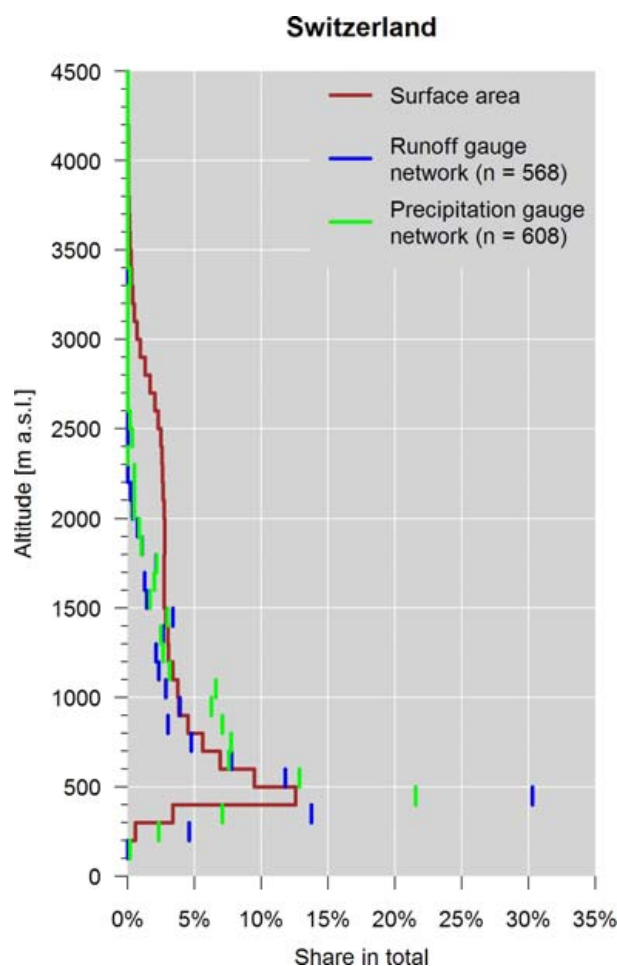 Switzerland
4500
4000
3500
3000
2500
2000
1500
1000
500
0
Altitude [m a.s.l.]
Surface area
Runoff gauge
network (n = 568)
Precipitation gauge
network (n = 608)
0% 5% 10% 15% 20% 25% 30% 35%
Share in total